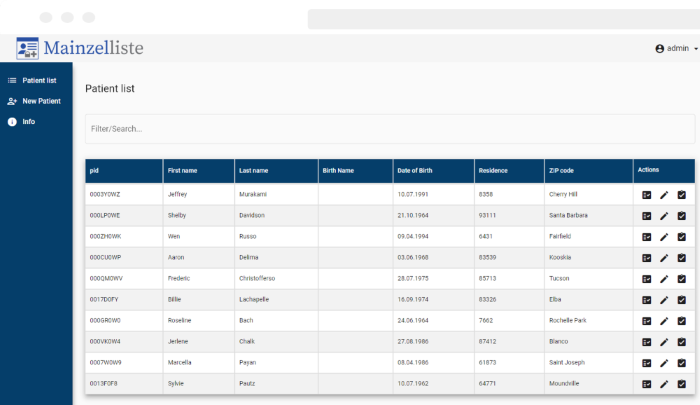 Mainzelliste
admin
Patient list
New Patient
Info
Patient list
Filter/Search...
pid First name Last name Birth Name Date of Birth Residence ZIP code Actions
0003Y0WZ Jeffrey Murakami 10.07.1991 8358 Cherry Hill
000LP0WE Shelby Davidson 21.10.1964 93111 Santa Barbara
000ZH0WK Wen Russo 09.04.1994 6431 Fairfield
000CU0WP Aaron Delima 03.06.1968 83539 Kooskia
000QM0WV Frederic Christofferso 28.07.1975 85713 Tucson
0017D0FY Billie Lachapelle 16.09.1974 83326 Elba
000GR0W0 Roseline Bach 24.06.1964 7662 Rochelle Park
000VK0W4 Jerlene Chalk 27.08.1986 87412 Blanco
0007W0W9 Marcella Payan 08.04.1986 61873 Saint Joseph
0013F0F8 Sylvie Pautz 10.07.1962 64771 Moundville